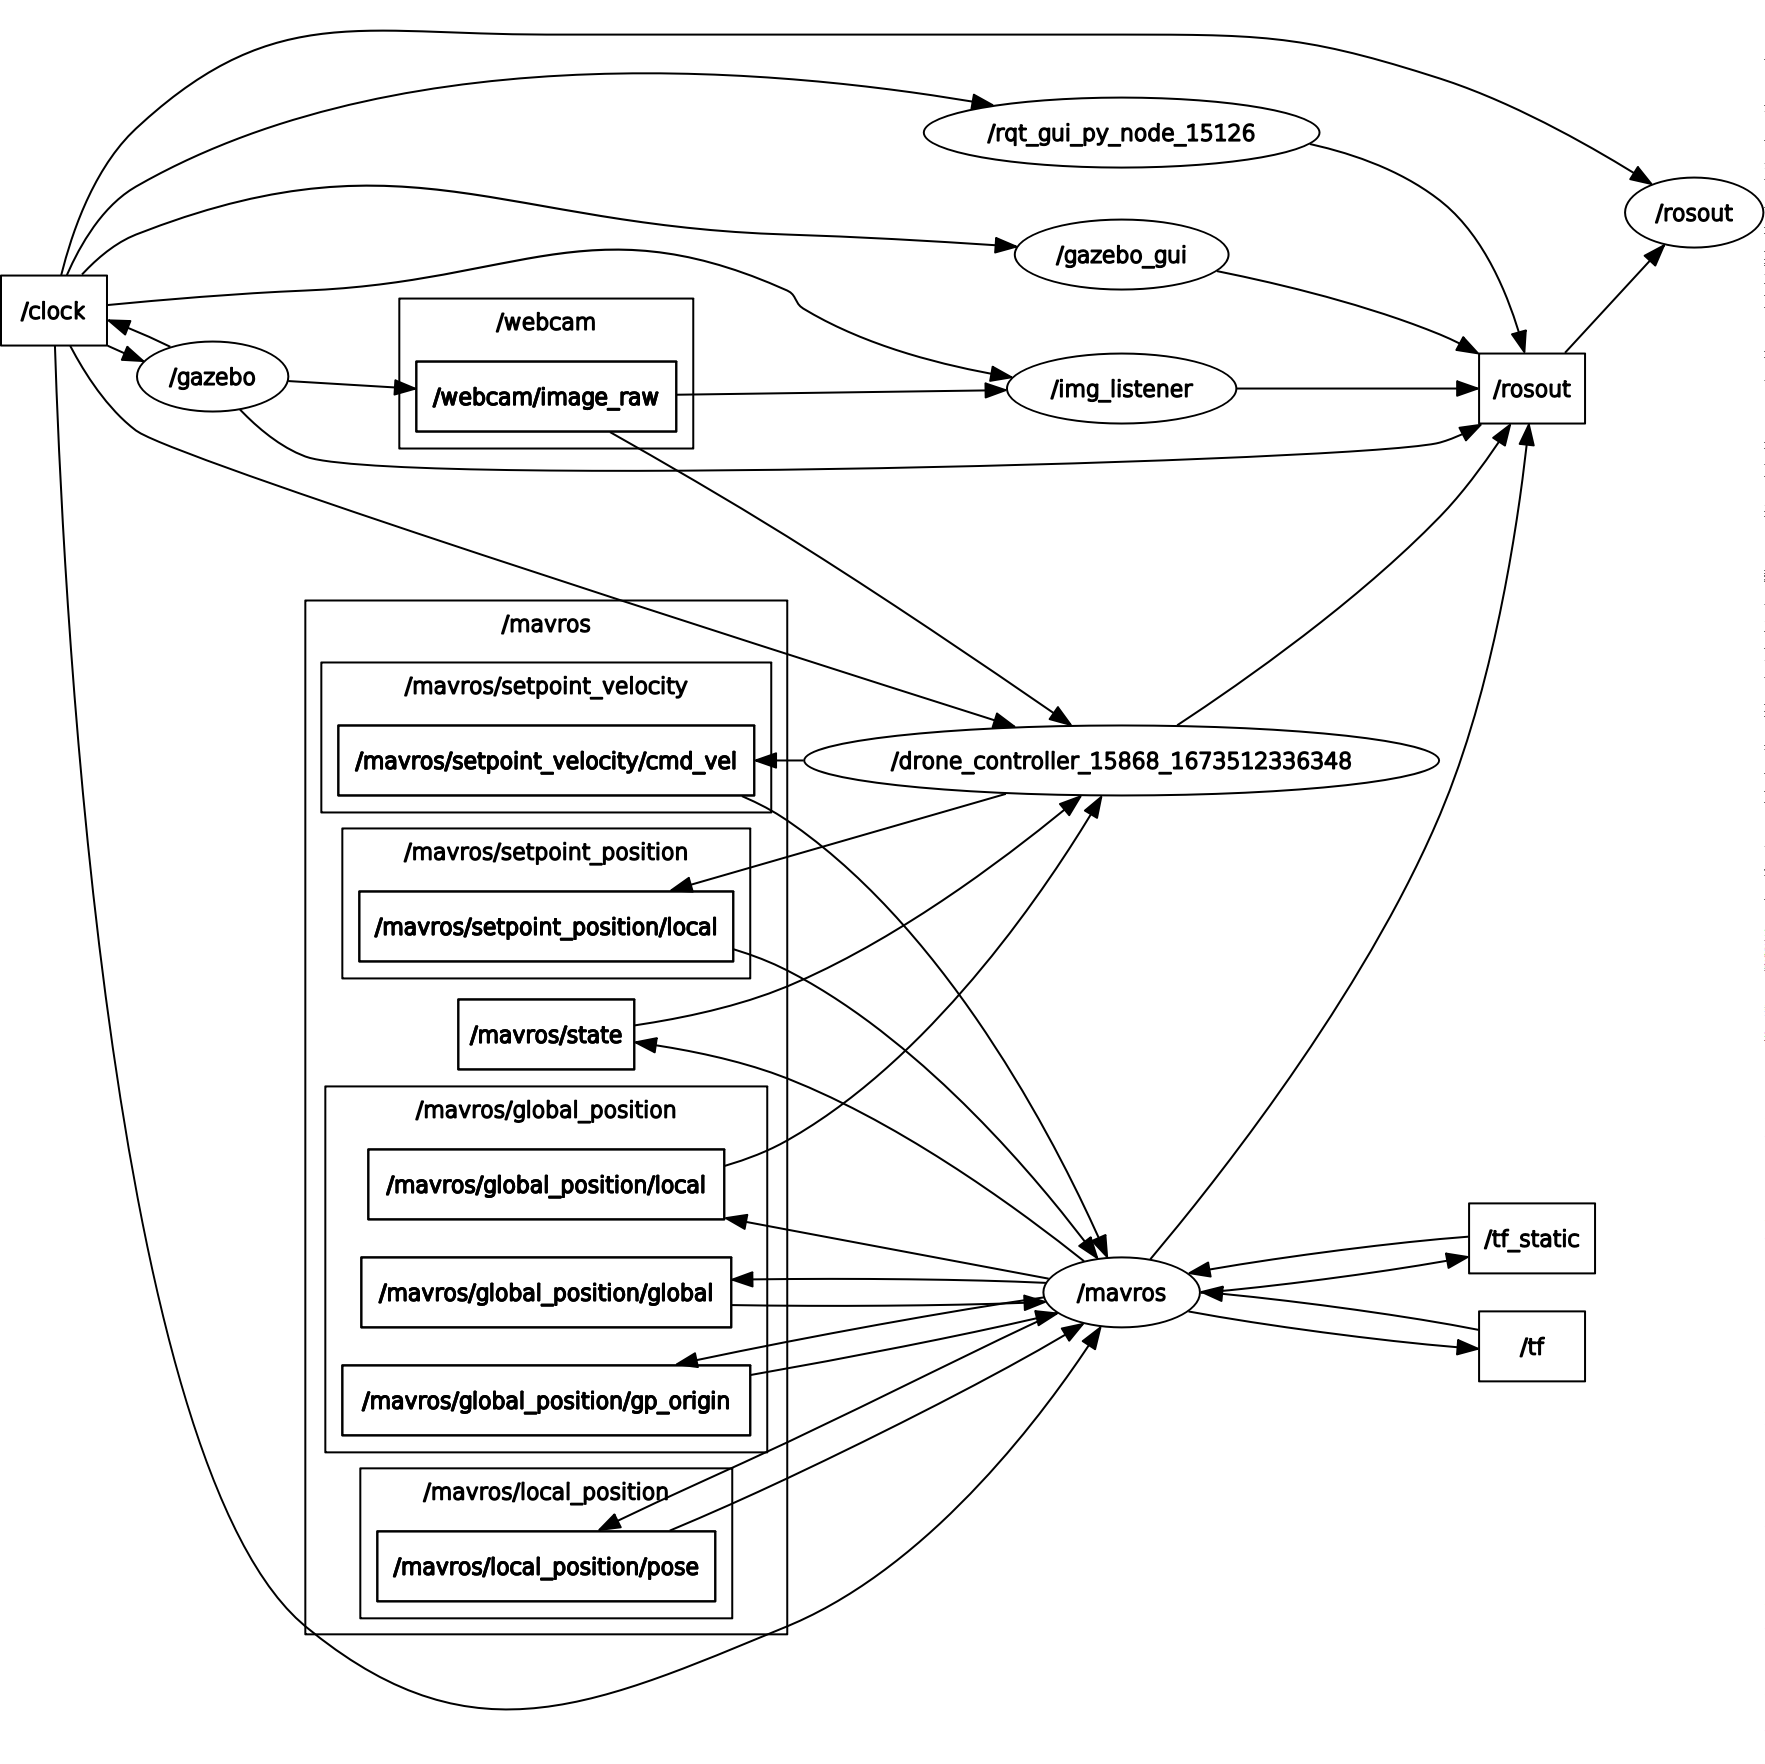 /rqt_gui_py_node_15126
/rosout
/gazebo_gui
/clock
/webcam
/gazebo
/webcam/image_raw
/img_listener
/rosout
/mavros
/mavros/setpoint_velocity
/mavros/setpoint_velocity/cmd_vel
/drone_controller_15868_1673512336348
/mavros/setpoint_position
/mavros/setpoint_position/local
/mavros/state
/mavros/global_position
/mavros/global_position/local
/tf_static
/mavros/global_position/global
/mavros
/tf
/mavros/global_position/gp_origin
/mavros/local_position
/mavros/local_position/pose